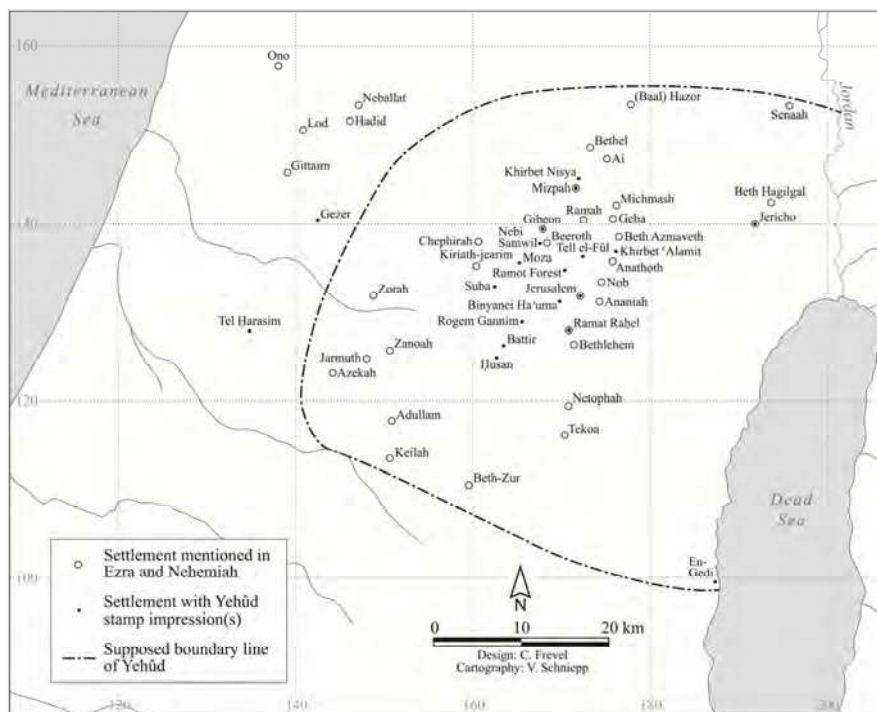 160
Ono
Mediterranean
Sea
Neballat
Hadid
Lod
Gittaim
(Baal) Hazor
Senaah
Jordan
Bethel
Ai
Khirbet Nisya
Mizpah
Michmash
Beth Hagilgal
140
Gezer
Gibeon
Ramah
Geba
Jericho
Chephirah
Nebi
Samwil
Beeroth
Beth Azmaveth
Kiriath-jearim
Moza
Tell el-Fûl
Khirbet ʿAlamit
Ramot Forest
Anathoth
Suba
Jerusalem
Nob
Zorah
Binyanei Haʾuma
Ananiah
Tel Ḥarasim
Rogem Gannim
Ramat Raḥel
Zanoah
Battir
Bethlehem
Jarmuth
Ḥusan
Azekah
120
Adullam
Netophah
Tekoa
Keilah
Beth-Zur
Dead
Sea
En-
Gedi
100
Settlement mentioned in
Ezra and Nehemiah
Settlement with Yehûd
stamp impression(s)
Supposed boundary line
of Yehûd
N
0 10 20 km
Design: C. Frevel
Cartography: V. Schniepp
120 140 160 180 200